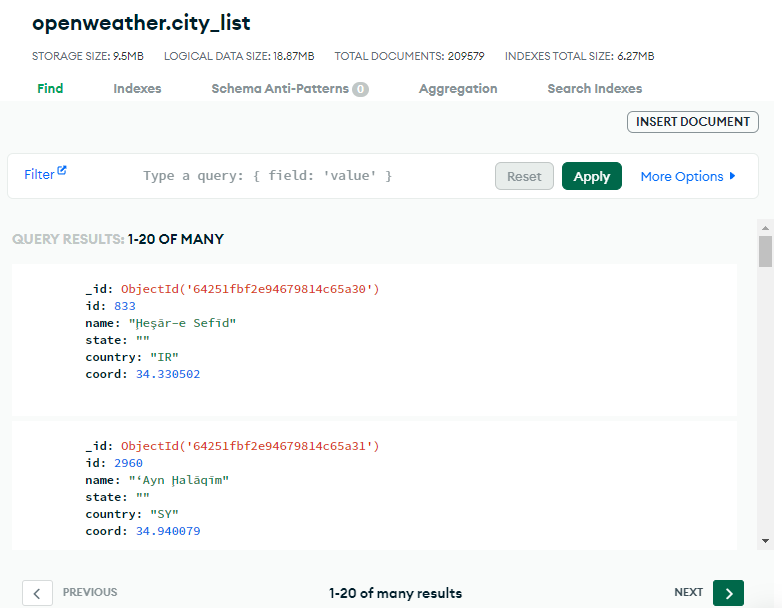 openweather.city_list
STORAGE SIZE: 9.5MB LOGICAL DATA SIZE: 18.87MB TOTAL DOCUMENTS: 209579 INDEXES TOTAL SIZE: 6.27MB
Find Indexes Schema Anti-Patterns 0 Aggregation Search Indexes
INSERT DOCUMENT
Filter Type a query: { field: 'value' } Reset Apply More Options
QUERY RESULTS: 1-20 OF MANY
_id: ObjectId('64251fbf2e94679814c65a30')
id: 833
name: "Ḩeşār-e Sefīd"
state: ""
country: "IR"
coord: 34.330502
_id: ObjectId('64251fbf2e94679814c65a31')
id: 2960
name: "‘Ayn Ḩalāqīm"
state: ""
country: "SY"
coord: 34.940079
PREVIOUS 1-20 of many results NEXT